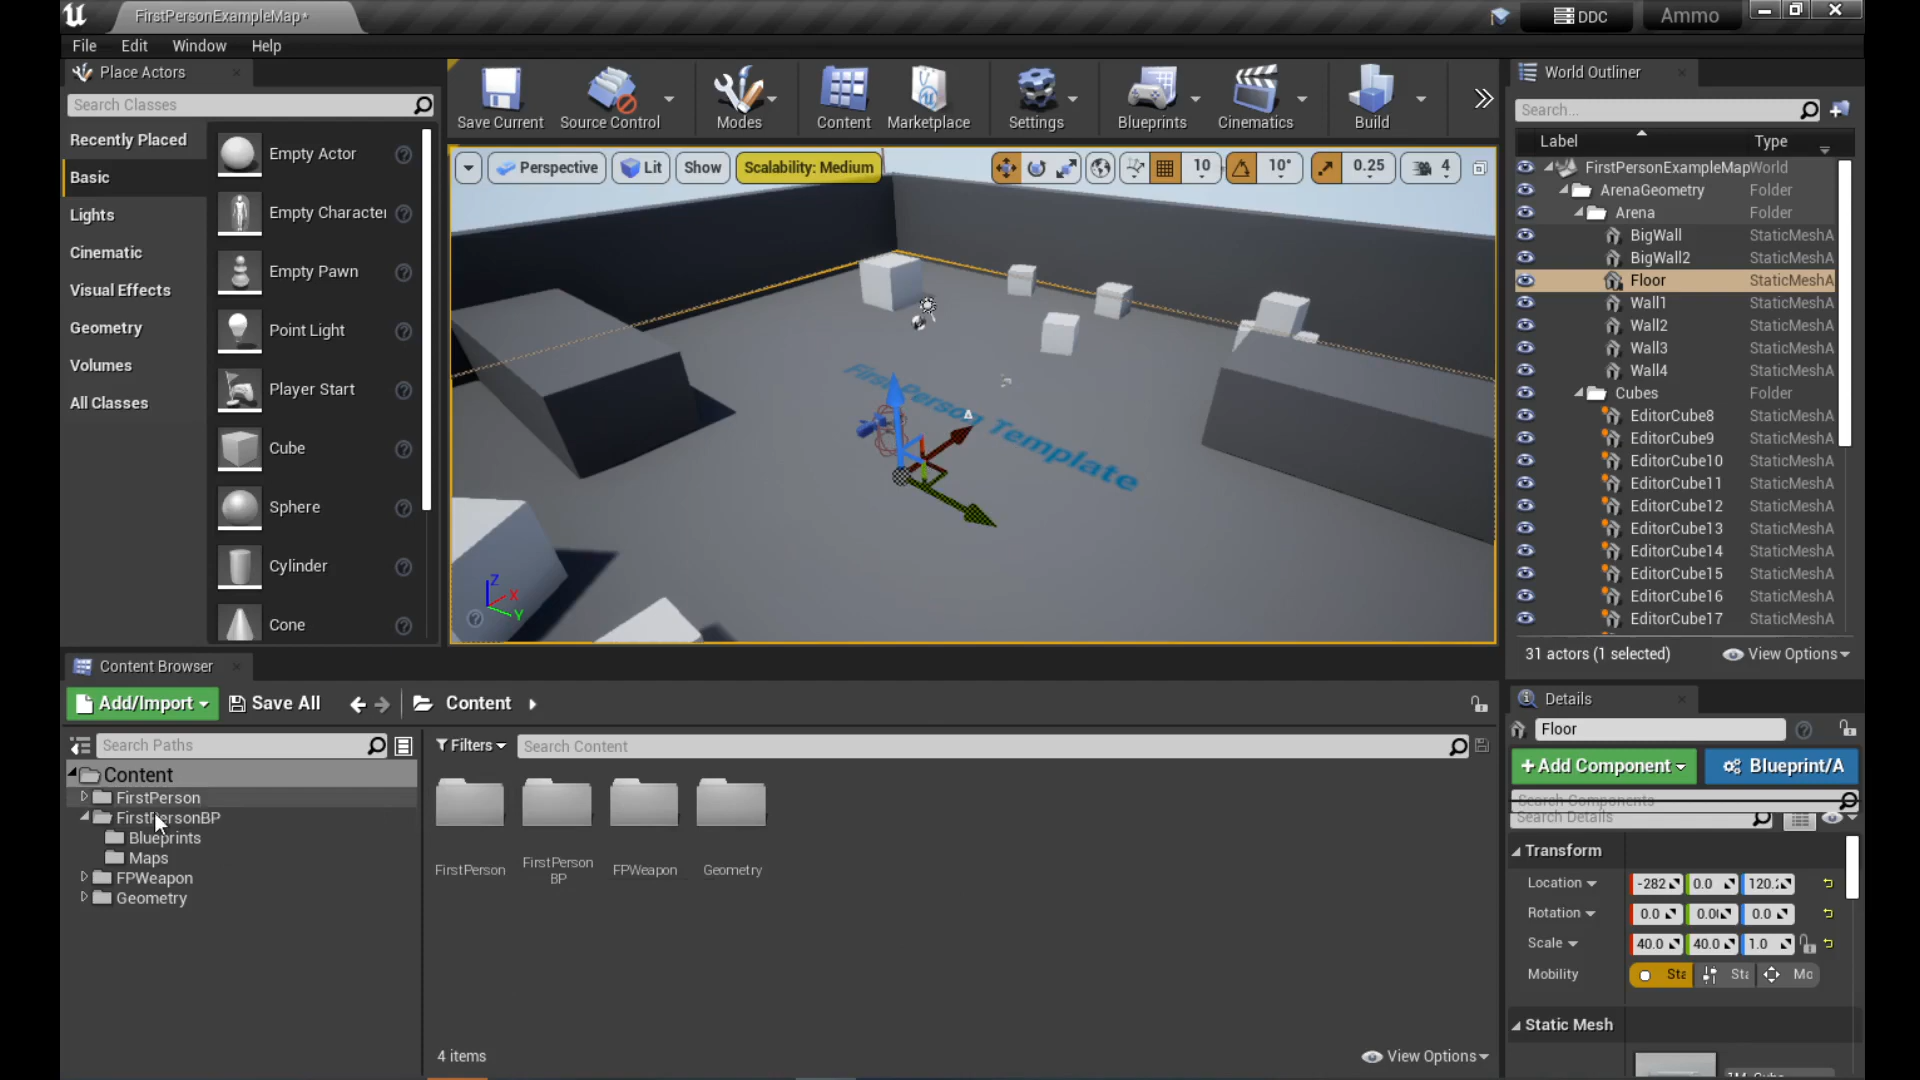 FirstPersonExampleMap*
DDC
Ammo
File Edit Window Help
Place Actors
Search Classes
Recently Placed
Basic
Lights
Cinematic
Visual Effects
Geometry
Volumes
All Classes
Empty Actor
Empty Character
Empty Pawn
Point Light
Player Start
Cube
Sphere
Cylinder
Cone
Save Current
Source Control
Modes
Content
Marketplace
Settings
Blueprints
Cinematics
Build
Perspective
Lit
Show
Scalability: Medium
10
10°
0.25
4
First Person Template
Z
X
Y
World Outliner
Search...
Label Type
FirstPersonExampleMap World
ArenaGeometry Folder
Arena Folder
BigWall StaticMeshA
BigWall2 StaticMeshA
Floor StaticMeshA
Wall1 StaticMeshA
Wall2 StaticMeshA
Wall3 StaticMeshA
Wall4 StaticMeshA
Cubes Folder
EditorCube8 StaticMeshA
EditorCube9 StaticMeshA
EditorCube10 StaticMeshA
EditorCube11 StaticMeshA
EditorCube12 StaticMeshA
EditorCube13 StaticMeshA
EditorCube14 StaticMeshA
EditorCube15 StaticMeshA
EditorCube16 StaticMeshA
EditorCube17 StaticMeshA
31 actors (1 selected)
View Options
Content Browser
Add/Import
Save All
Content
Search Paths
Content
FirstPerson
FirstPersonBP
Blueprints
Maps
FPWeapon
Geometry
Filters
Search Content
FirstPerson
FirstPerson
BP
FPWeapon
Geometry
4 items
View Options
Details
Floor
+ Add Component
Blueprint/A
Search Components
Search Details
Transform
Location -282 0.0 120.
Rotation 0.0 0.0 0.0
Scale 40.0 40.0 1.0
Mobility Sta Sta Mo
Static Mesh